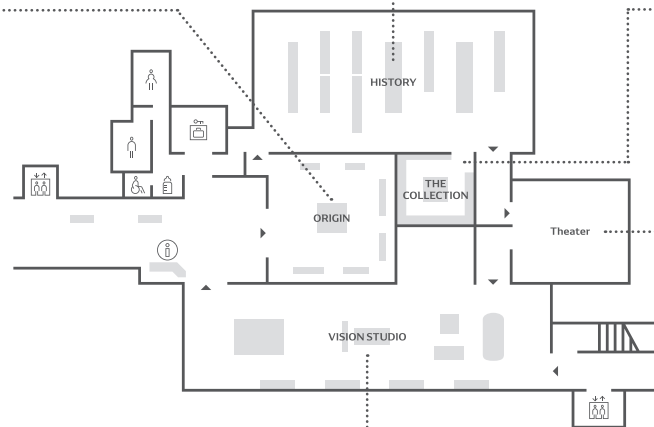 HISTORY
THE
COLLECTION
ORIGIN
Theater
VISION STUDIO